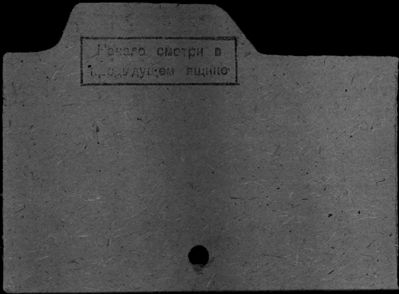 Начало смотри в
предыдущем ящике